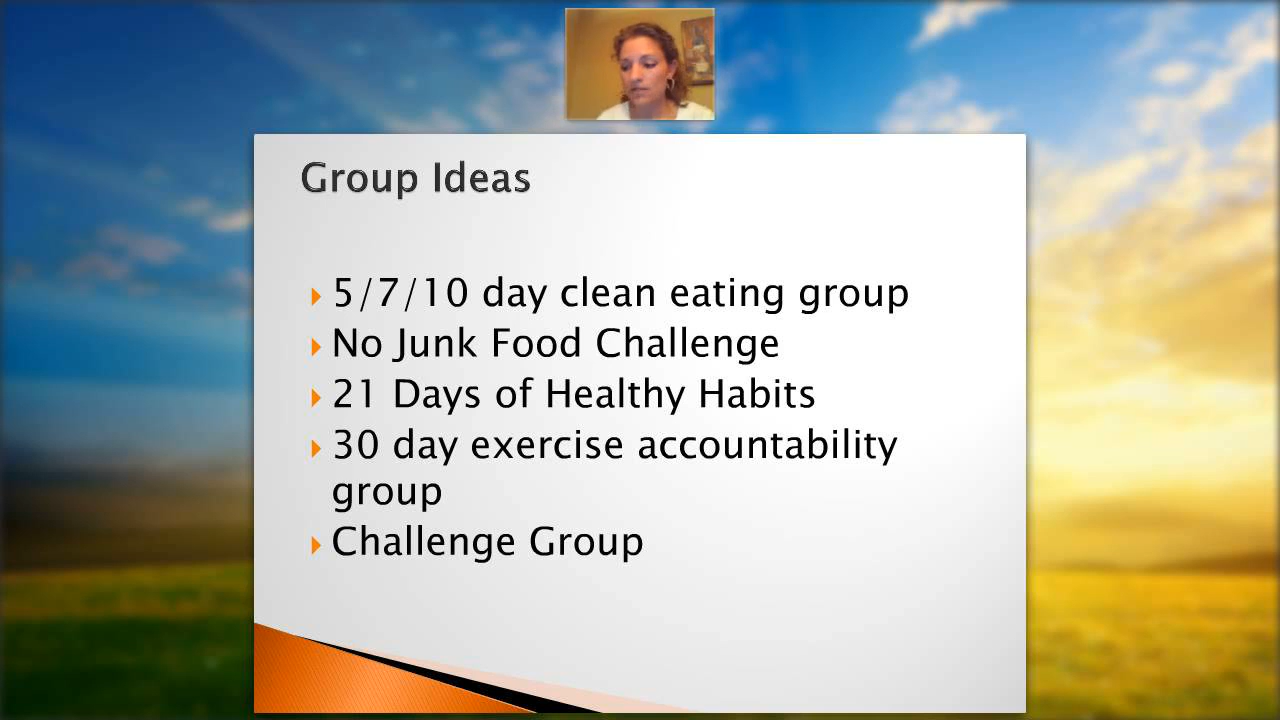 Group Ideas
5/7/10 day clean eating group
No Junk Food Challenge
21 Days of Healthy Habits
30 day exercise accountability
group
Challenge Group